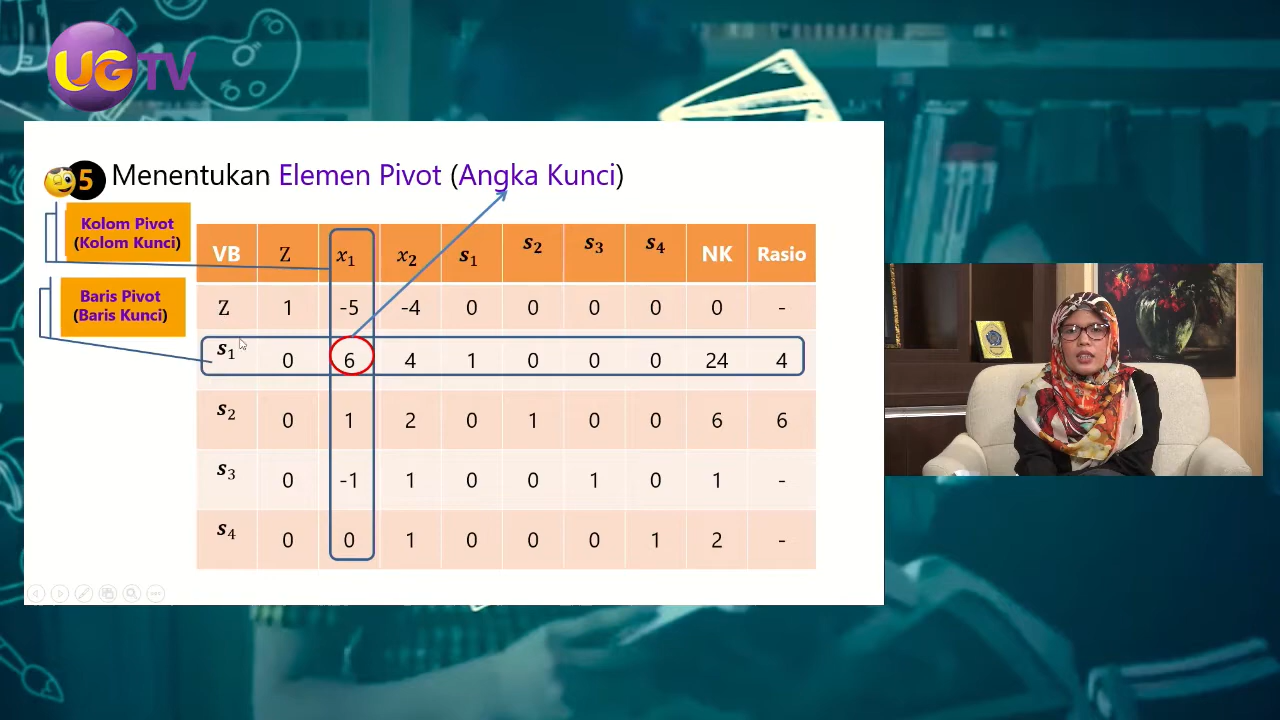 UGTV
5 Menentukan Elemen Pivot (Angka Kunci)
Kolom Pivot
(Kolom Kunci)
Baris Pivot
(Baris Kunci)
VB Z x₁ x₂ s₁ s₂ s₃ s₄ NK Rasio
Z 1 -5 -4 0 0 0 0 0 -
s₁ 0 6 4 1 0 0 0 24 4
s₂ 0 1 2 0 1 0 0 6 6
s₃ 0 -1 1 0 0 1 0 1 -
s₄ 0 0 1 0 0 0 1 2 -